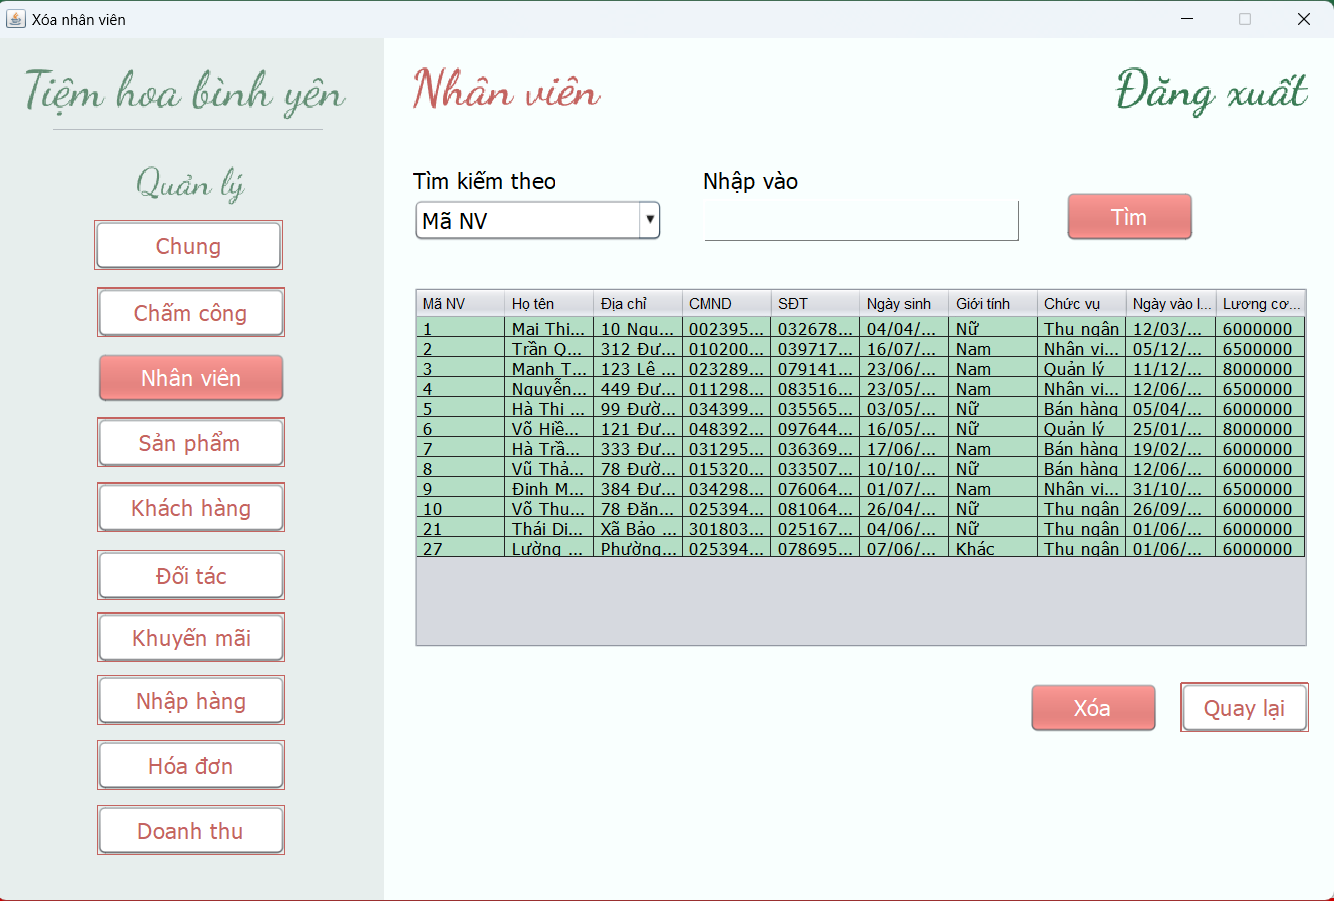 Xóa nhân viên
Tiệm hoa bình yên
Quản lý
Chung
Chấm công
Nhân viên
Sản phẩm
Khách hàng
Đối tác
Khuyến mãi
Nhập hàng
Hóa đơn
Doanh thu
Nhân viên
Đăng xuất
Tìm kiếm theo
Nhập vào
Mã NV
Tìm
Mã NV Họ tên Địa chỉ CMND SĐT Ngày sinh Giới tính Chức vụ Ngày vào l... Lương cơ...
1 Mai Thi... 10 Ngu... 002395... 032678... 04/04/... Nữ Thu ngân 12/03/... 6000000
2 Trần Q... 312 Đư... 010200... 039717... 16/07/... Nam Nhân vi... 05/12/... 6500000
3 Manh T... 123 Lê ... 023289... 079141... 23/06/... Nam Quản lý 11/12/... 8000000
4 Nguyễn... 449 Đư... 011298... 083516... 23/05/... Nam Nhân vi... 12/06/... 6500000
5 Hà Thi ... 99 Đườ... 034399... 035565... 03/05/... Nữ Bán hàng 05/04/... 6000000
6 Võ Hiề... 121 Đư... 048392... 097644... 16/05/... Nữ Quản lý 25/01/... 8000000
7 Hà Trầ... 333 Đư... 031295... 036369... 17/06/... Nam Bán hàng 19/02/... 6000000
8 Vũ Thả... 78 Đườ... 015320... 033507... 10/10/... Nữ Bán hàng 12/06/... 6000000
9 Đinh M... 384 Đư... 034298... 076064... 01/07/... Nam Nhân vi... 31/10/... 6500000
10 Võ Thu... 78 Đăn... 025394... 081064... 26/04/... Nữ Thu ngân 26/09/... 6000000
21 Thái Di... Xã Bảo ... 301803... 025167... 04/06/... Nữ Thu ngân 01/06/... 6000000
27 Lường ... Phường... 025394... 078695... 07/06/... Khác Thu ngân 01/06/... 6000000
Xóa
Quay lại